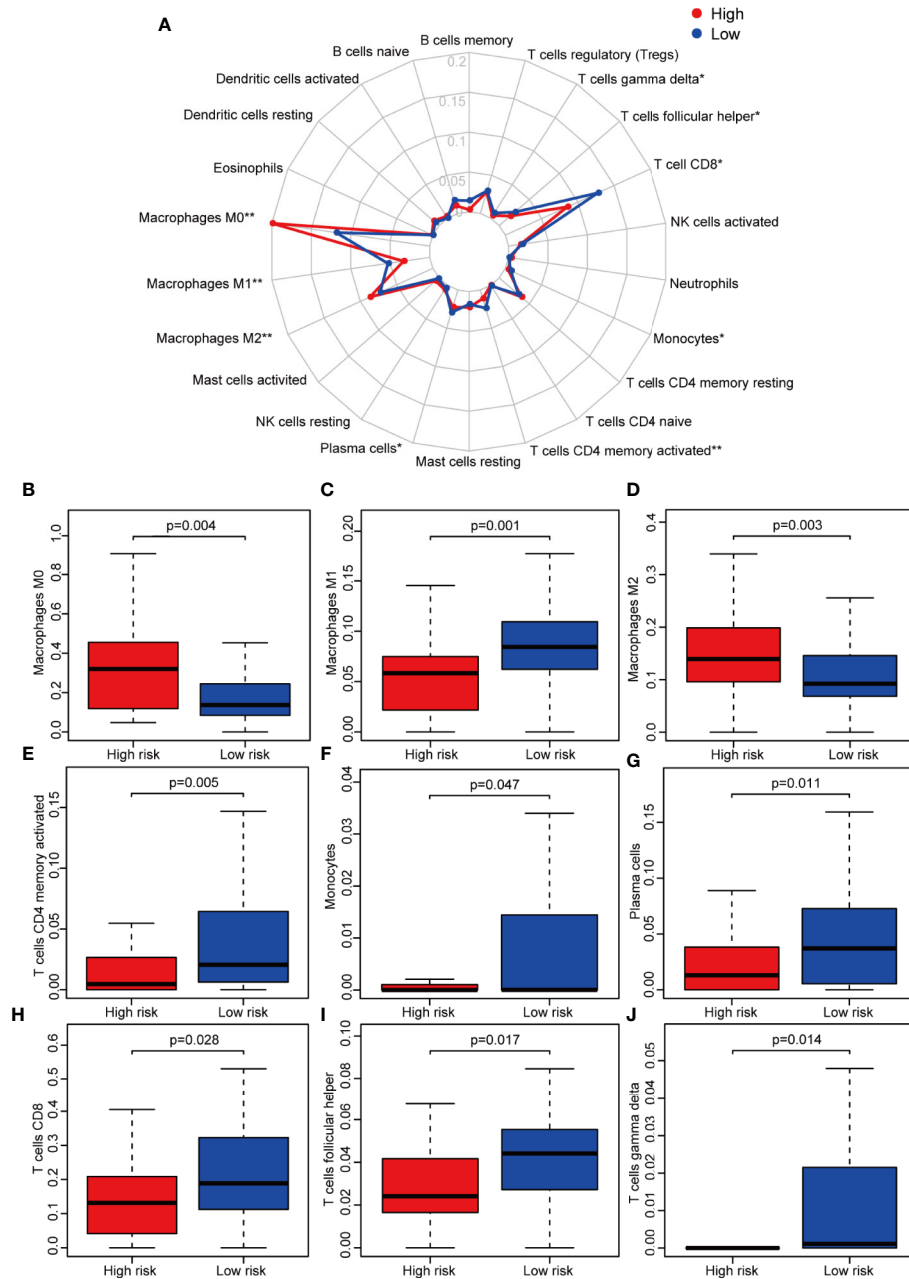 A
High
Low
B cells memory
B cells naive
T cells regulatory (Tregs)
Dendritic cells activated
T cells gamma delta*
Dendritic cells resting
T cells follicular helper*
Eosinophils
T cell CD8*
Macrophages M0**
NK cells activated
Macrophages M1**
Neutrophils
Macrophages M2**
Monocytes*
Mast cells activited
T cells CD4 memory resting
NK cells resting
T cells CD4 naive
Plasma cells*
Mast cells resting
T cells CD4 memory activated**
0.2
0.15
0.1
0.05
0
B
p=0.004
Macrophages M0
0.0 0.2 0.4 0.6 0.8 1.0
High risk Low risk
C
p=0.001
Macrophages M1
0.00 0.05 0.10 0.15 0.20
High risk Low risk
D
p=0.003
Macrophages M2
0.0 0.1 0.2 0.3 0.4
High risk Low risk
E
p=0.005
T cells CD4 memory activated
0.00 0.05 0.15
High risk Low risk
F
p=0.047
Monocytes
0.00 0.01 0.02 0.03 0.04
High risk Low risk
G
p=0.011
Plasma cells
0.00 0.05 0.10 0.15
High risk Low risk
H
p=0.028
T cells CD8
0.0 0.1 0.2 0.3 0.4 0.5 0.6
High risk Low risk
I
p=0.017
T cells follicular helper
0.00 0.02 0.04 0.06 0.08 0.10
High risk Low risk
J
p=0.014
T cells gamma deita
0.00 0.01 0.02 0.03 0.04 0.05
High risk Low risk